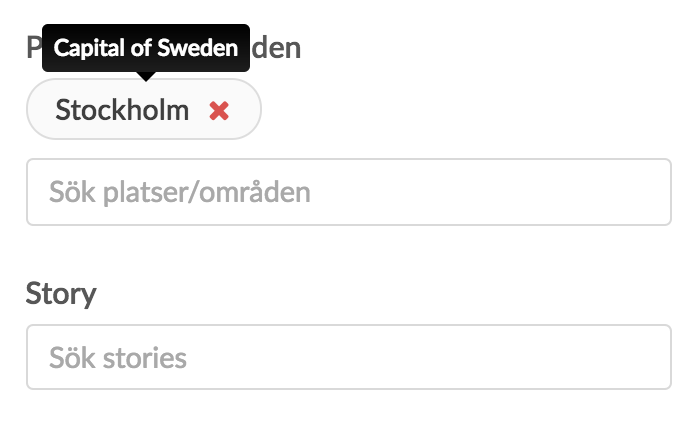 Capital of Sweden
Stockholm
Sök platser/områden
Story
Sök stories